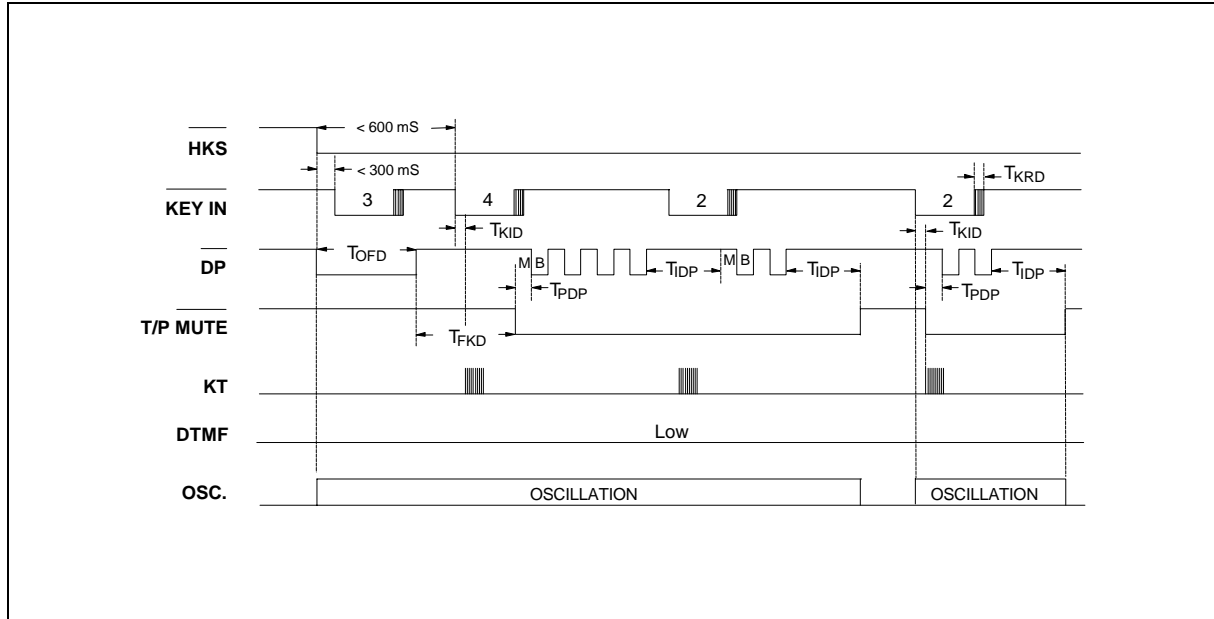 < 600 mS
HKS
< 300 mS
TKRD
KEY IN
3
4
2
2
TKID
TKID
TOFD
DP
M B
TIDP
M B
TIDP
TIDP
TPDP
TPDP
T/P MUTE
TFKD
KT
DTMF
Low
OSC.
OSCILLATION
OSCILLATION